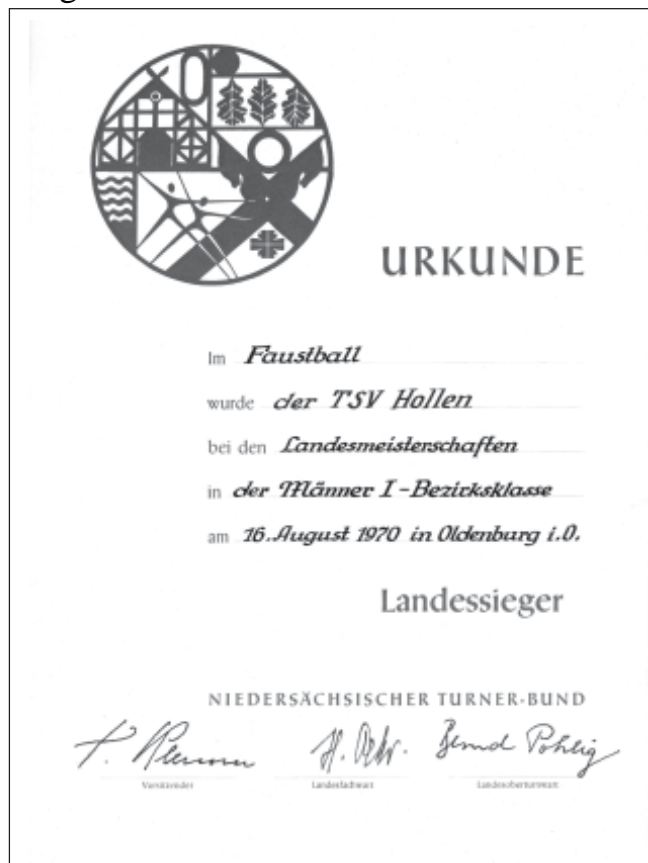 URKUNDE
Im Faustball
wurde der TSV Hollen
bei den Landesmeisterschaften
in der Männer I-Bezirksklasse
am 16. August 1970 in Oldenburg i.O.
Landessieger
NIEDERSÄCHSISCHER TURNER-BUND
Bernd Pohlig
Vorsitzender Landesfachwart Landesoberturnwart